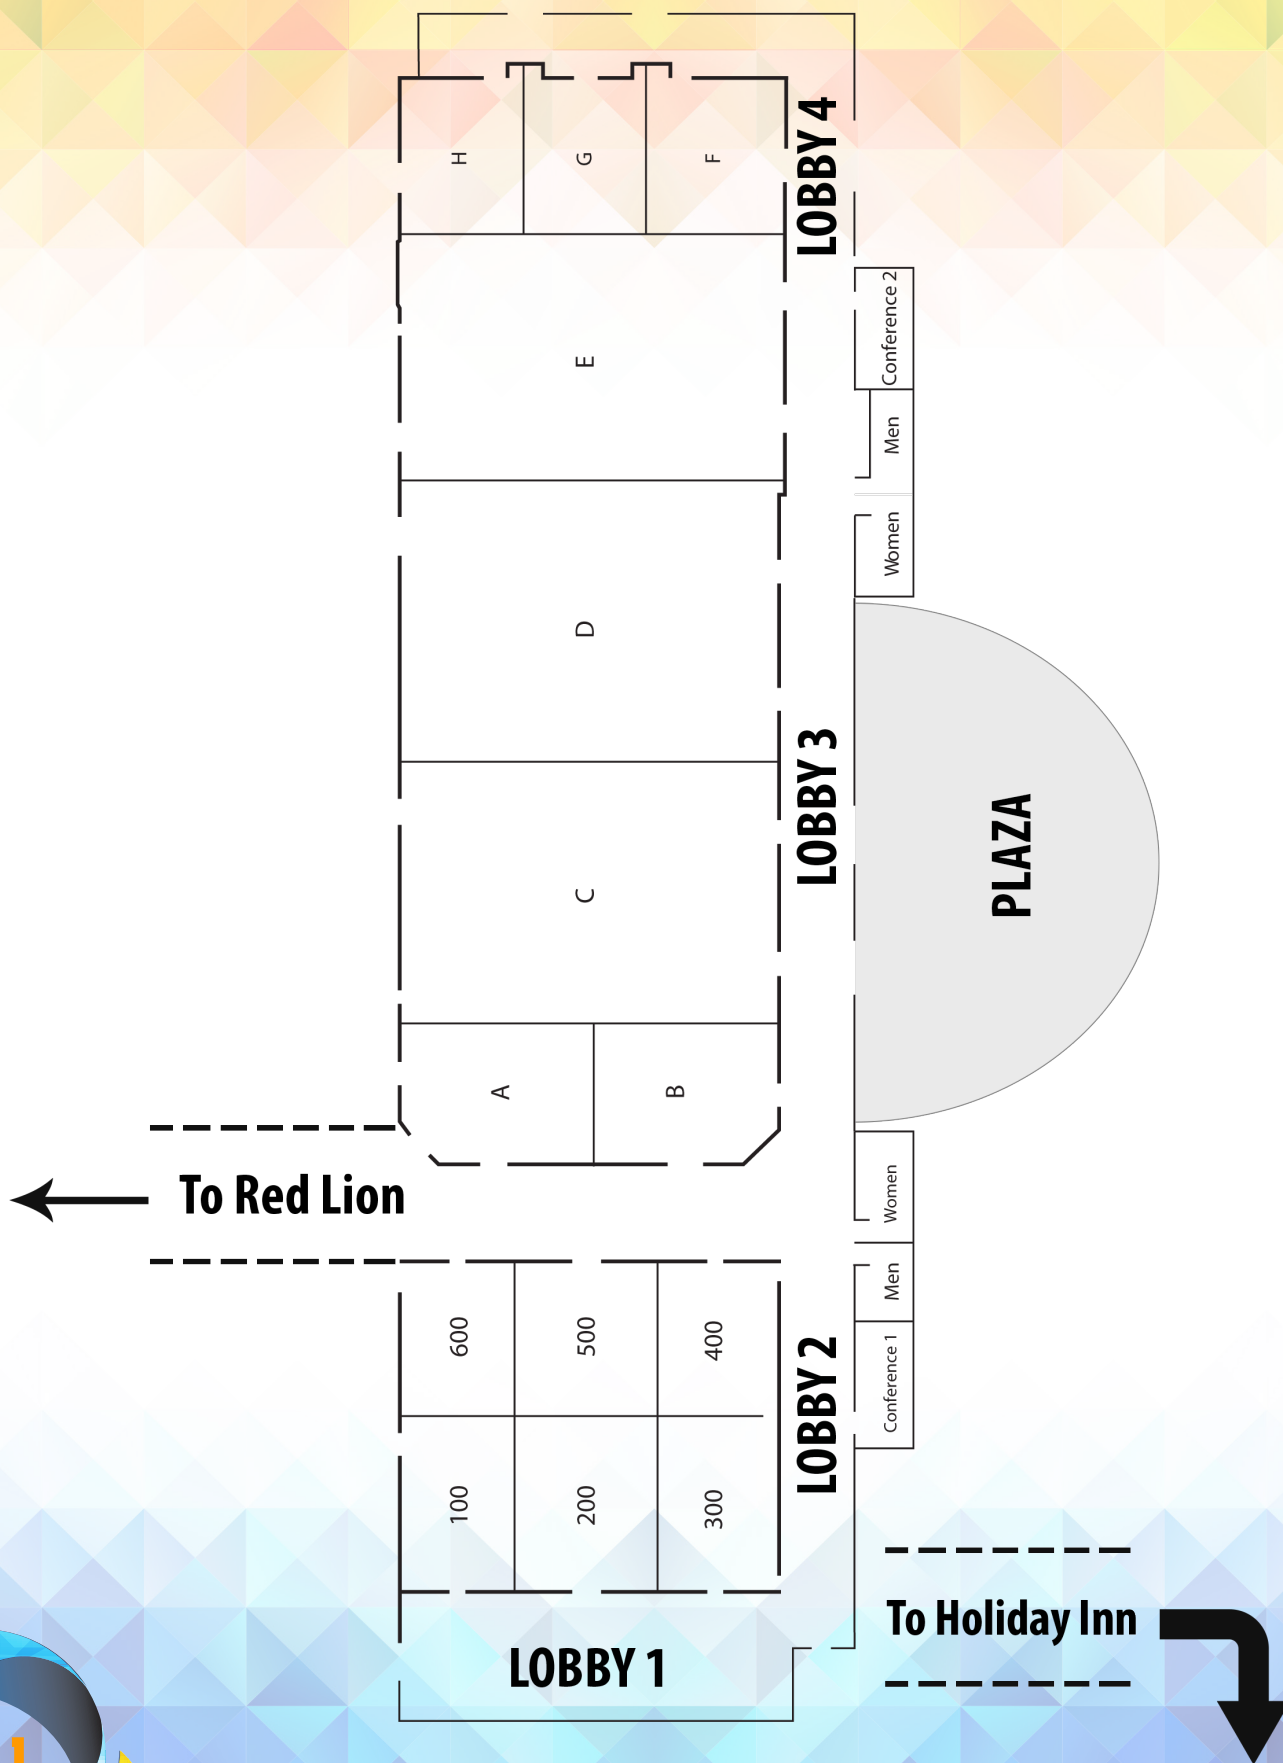 LOBBY 4
H
G
F
Conference 2
E
Men
Women
D
LOBBY 3
PLAZA
C
A
B
To Red Lion
Women
Men
600
500
400
Conference 1
LOBBY 2
100
200
300
To Holiday Inn
LOBBY 1